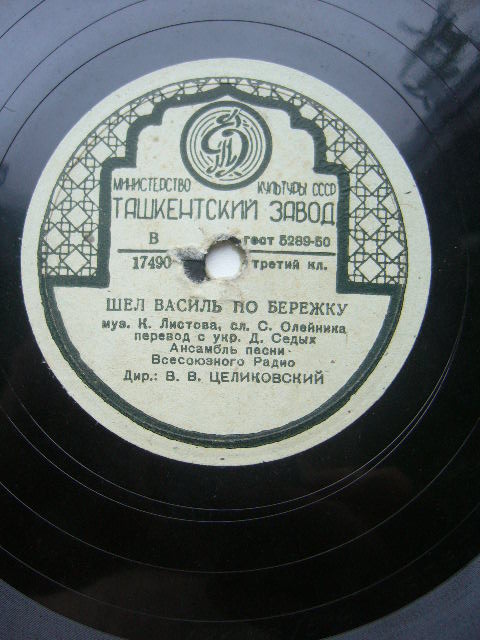 МИНИСТЕРСТВО КУЛЬТУРЫ СССР
ТАШКЕНТСКИЙ ЗАВОД
В ГОСТ 5289-50
17490 ТРЕТИЙ КЛ.
ШЕЛ ВАСИЛЬ ПО БЕРЕЖКУ
муз. К. Листова, сл. С. Олейника
перевод с укр. Д. Седых
Ансамбль песни
Всесоюзного Радио
Дир.: В. В. ЦЕЛИКОВСКИЙ